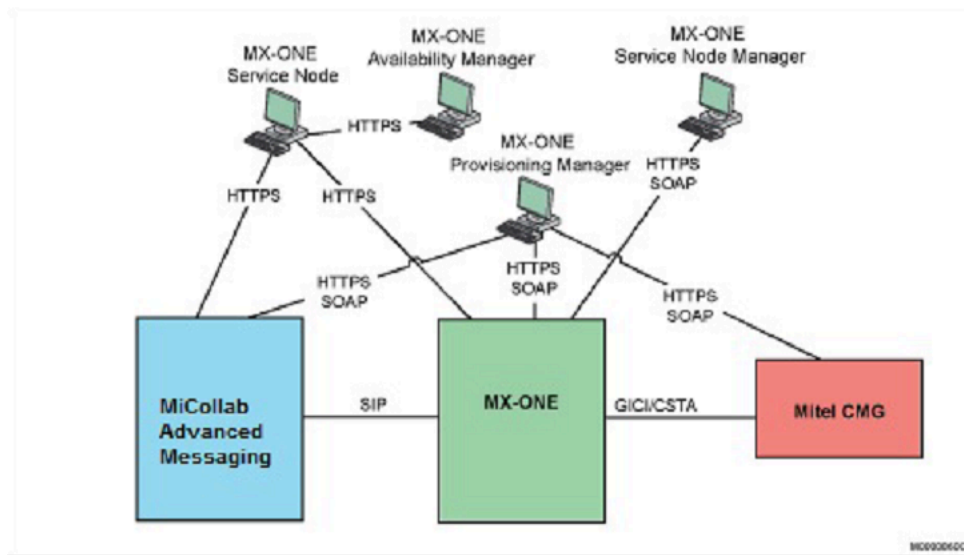 MX-ONE
Service Node
MX-ONE
Availability Manager
MX-ONE
Service Node Manager
HTTPS
MX-ONE
Provisioning Manager
HTTPS
SOAP
HTTPS
HTTPS
HTTPS
SOAP
HTTPS
SOAP
HTTPS
SOAP
MiCollab
Advanced
Messaging
SIP
MX-ONE
GICI/CSTA
Mitel CMG